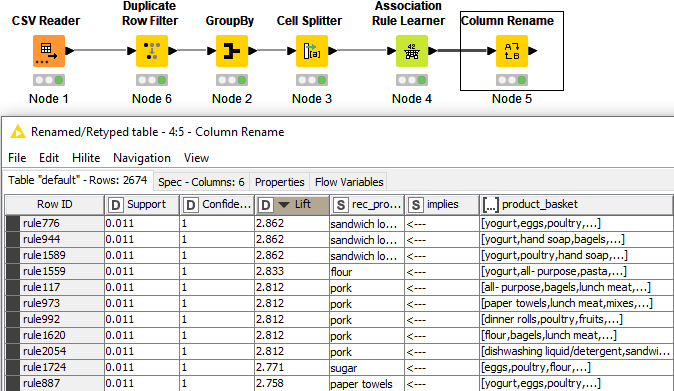 CSV Reader
Duplicate
Row Filter
GroupBy
Cell Splitter
Association
Rule Learner
Column Rename
Node 1
Node 6
Node 2
Node 3
Node 4
Node 5
Renamed/Retyped table - 4:5 - Column Rename
File Edit Hilite Navigation View
Table "default" - Rows: 2674 Spec - Columns: 6 Properties Flow Variables
Row ID D Support D Confide... D Lift S rec_pro... S implies [...] product_basket
rule776 0.011 1 2.862 sandwich lo... <--- [yogurt,eggs,poultry,...]
rule944 0.011 1 2.862 sandwich lo... <--- [yogurt,hand soap,bagels,...]
rule1589 0.011 1 2.862 sandwich lo... <--- [yogurt,poultry,hand soap,...]
rule1559 0.011 1 2.833 flour <--- [yogurt,all- purpose,pasta,...]
rule117 0.011 1 2.812 pork <--- [all- purpose,bagels,lunch meat,...]
rule973 0.011 1 2.812 pork <--- [paper towels,lunch meat,mixes,...]
rule992 0.011 1 2.812 pork <--- [dinner rolls,poultry,fruits,...]
rule1620 0.011 1 2.812 pork <--- [flour,bagels,lunch meat,...]
rule2054 0.011 1 2.812 pork <--- [dishwashing liquid/detergent,sandwi...
rule1724 0.011 1 2.771 sugar <--- [eggs,poultry,flour,...]
rule887 0.011 1 2.758 paper towels <--- [yogurt,eggs,poultry,...]